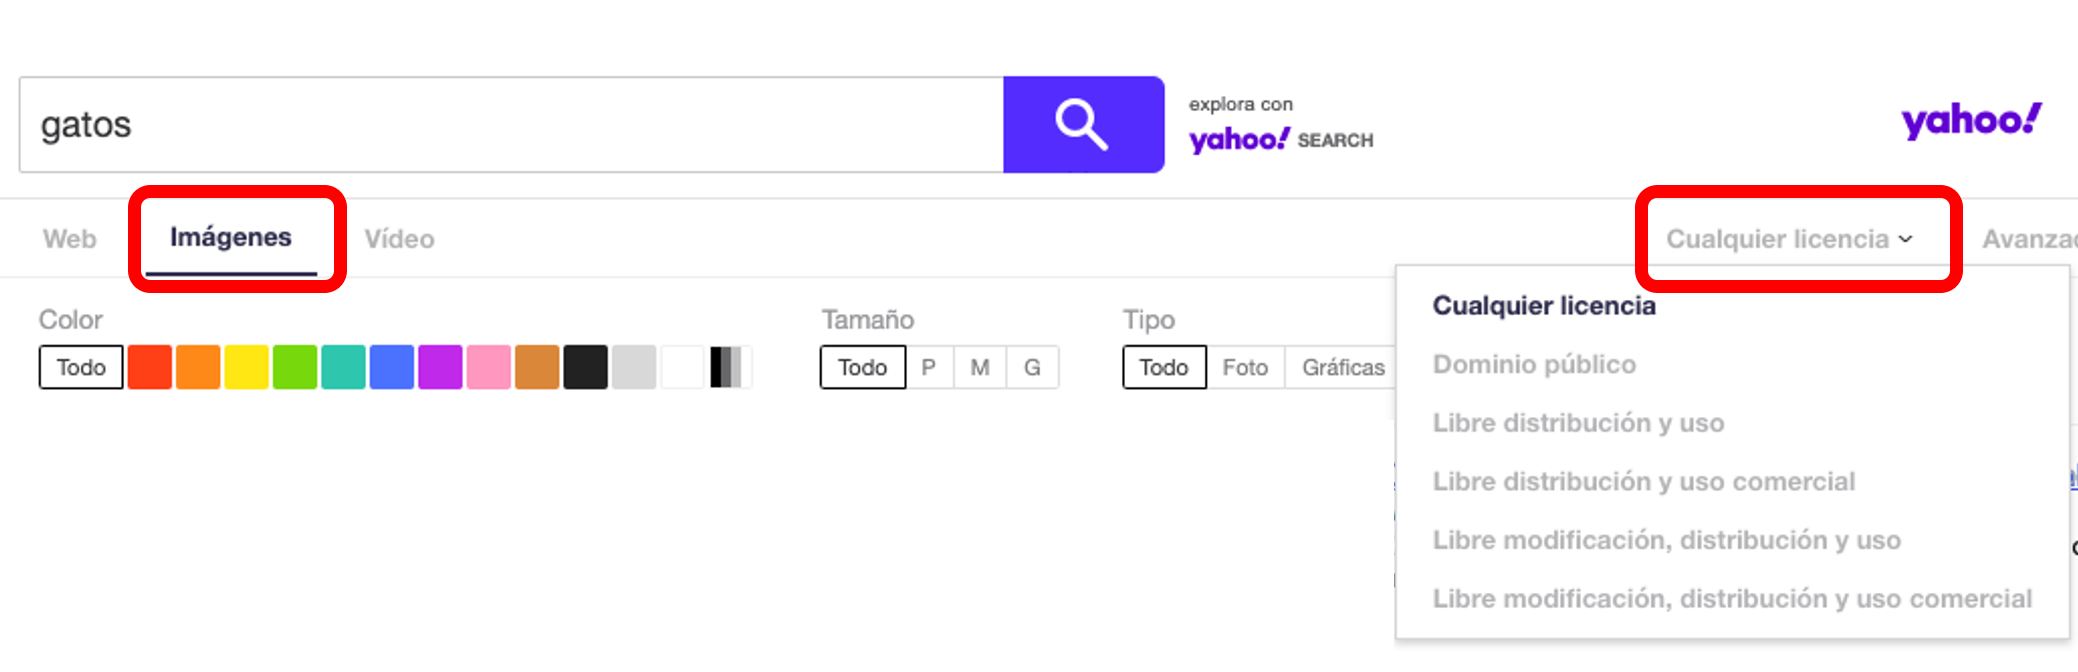 gatos
explora con
yahoo! SEARCH
yahoo!
Web
Imágenes
Vídeo
Cualquier licencia
Color
Todo
Tamaño
Todo
P
M
G
Tipo
Todo
Foto
Gráficas
Cualquier licencia
Dominio público
Libre distribución y uso
Libre distribución y uso comercial
Libre modificación, distribución y uso
Libre modificación, distribución y uso comercial